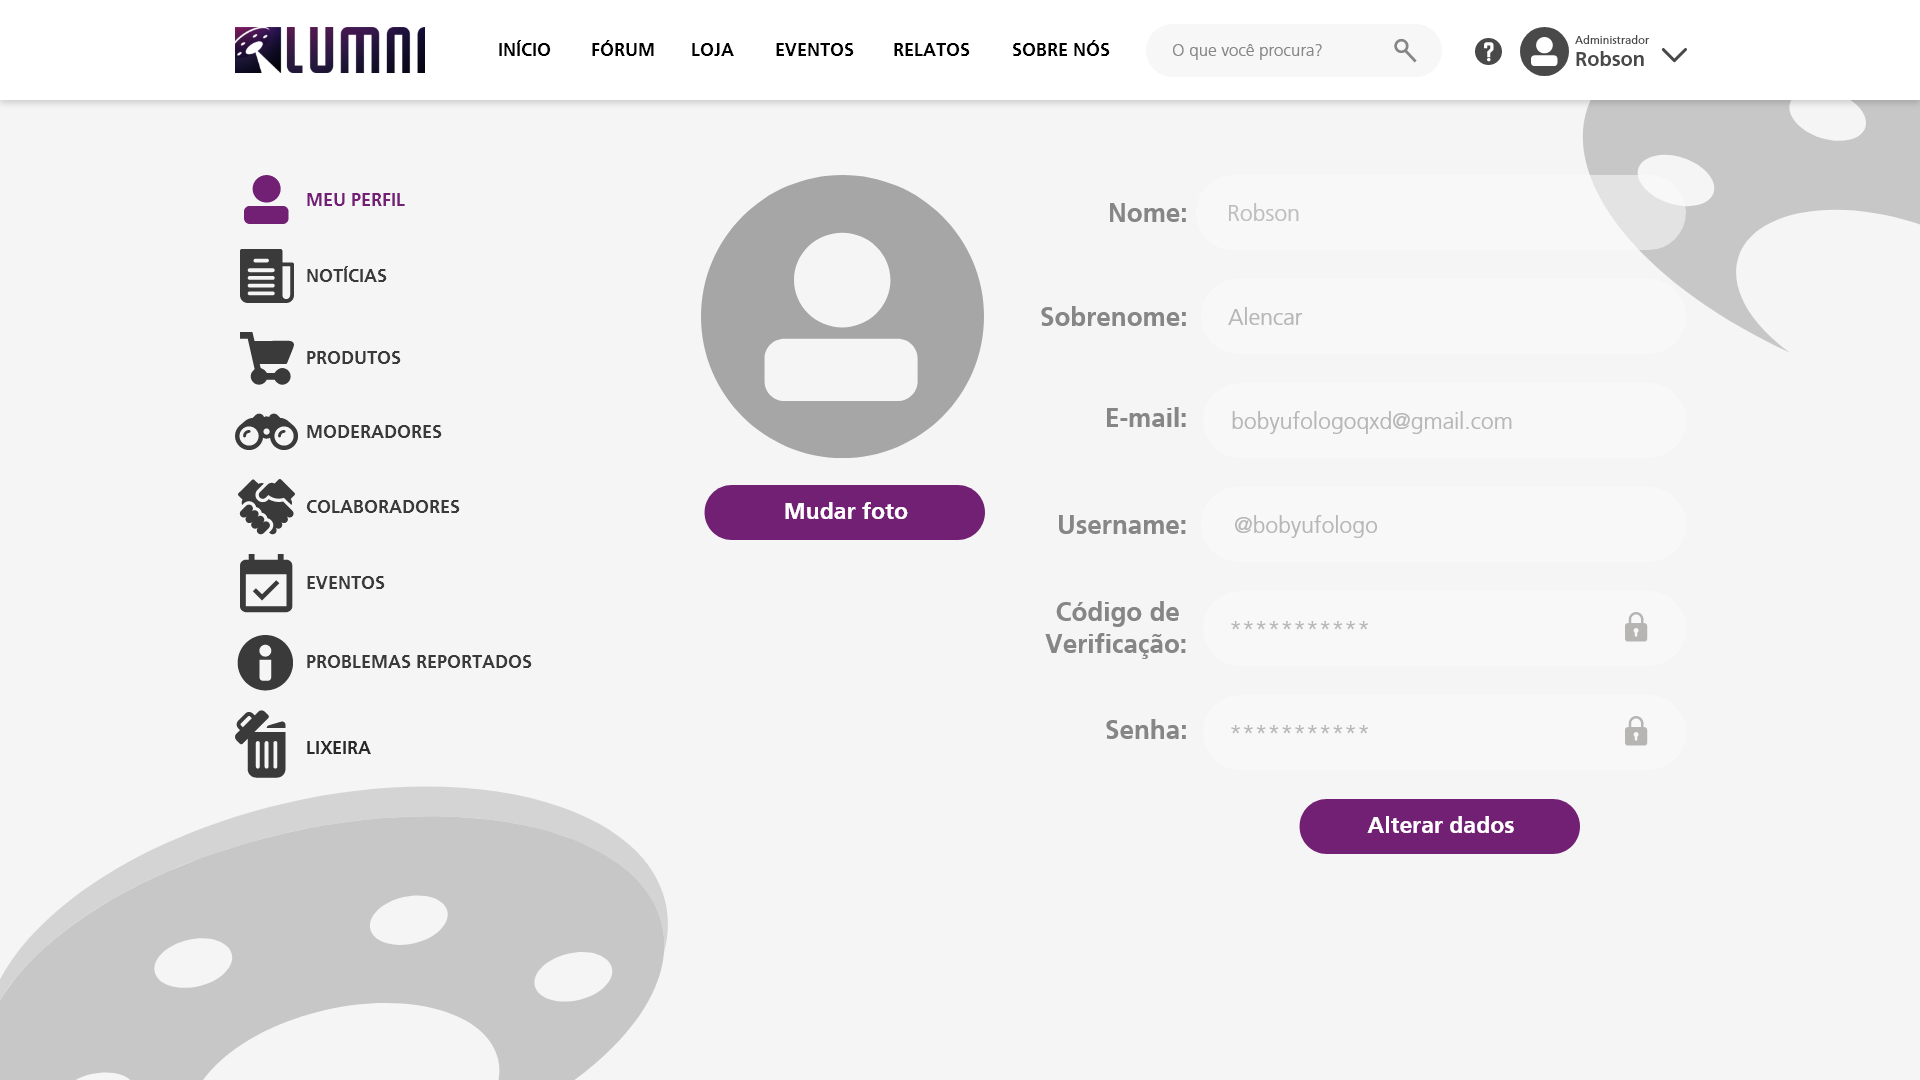 LUMNI
INÍCIO FÓRUM LOJA EVENTOS RELATOS SOBRE NÓS
O que você procura?
?
Administrador
Robson
MEU PERFIL
NOTÍCIAS
PRODUTOS
MODERADORES
COLABORADORES
EVENTOS
PROBLEMAS REPORTADOS
LIXEIRA
Mudar foto
Nome: Robson
Sobrenome: Alencar
E-mail: bobyufologoqxd@gmail.com
Username: @bobyufologo
Código de
Verificação: ***********
Senha: ***********
Alterar dados